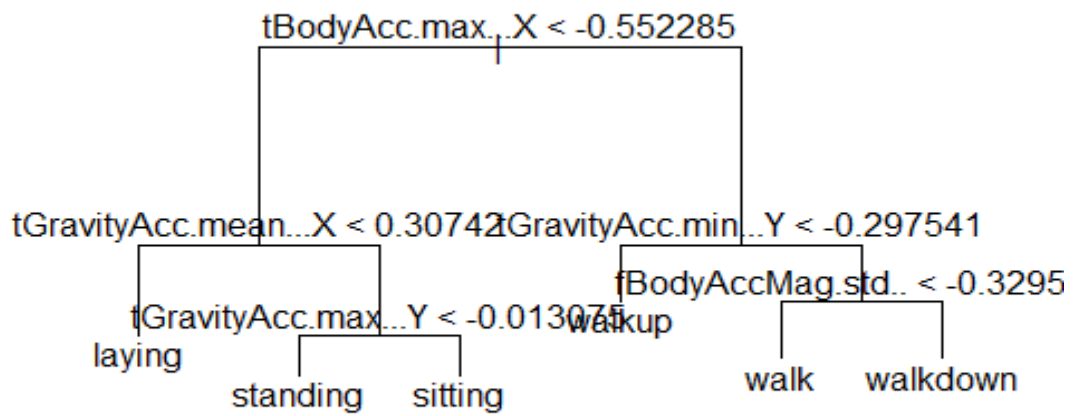 tBodyAcc.max...X < -0.552285
tGravityAcc.mean...X < 0.30742
tGravityAcc.min...Y < -0.297541
fBodyAccMag.std.. < -0.3295
tGravityAcc.max...Y < -0.013075
walkup
laying
standing
sitting
walk
walkdown